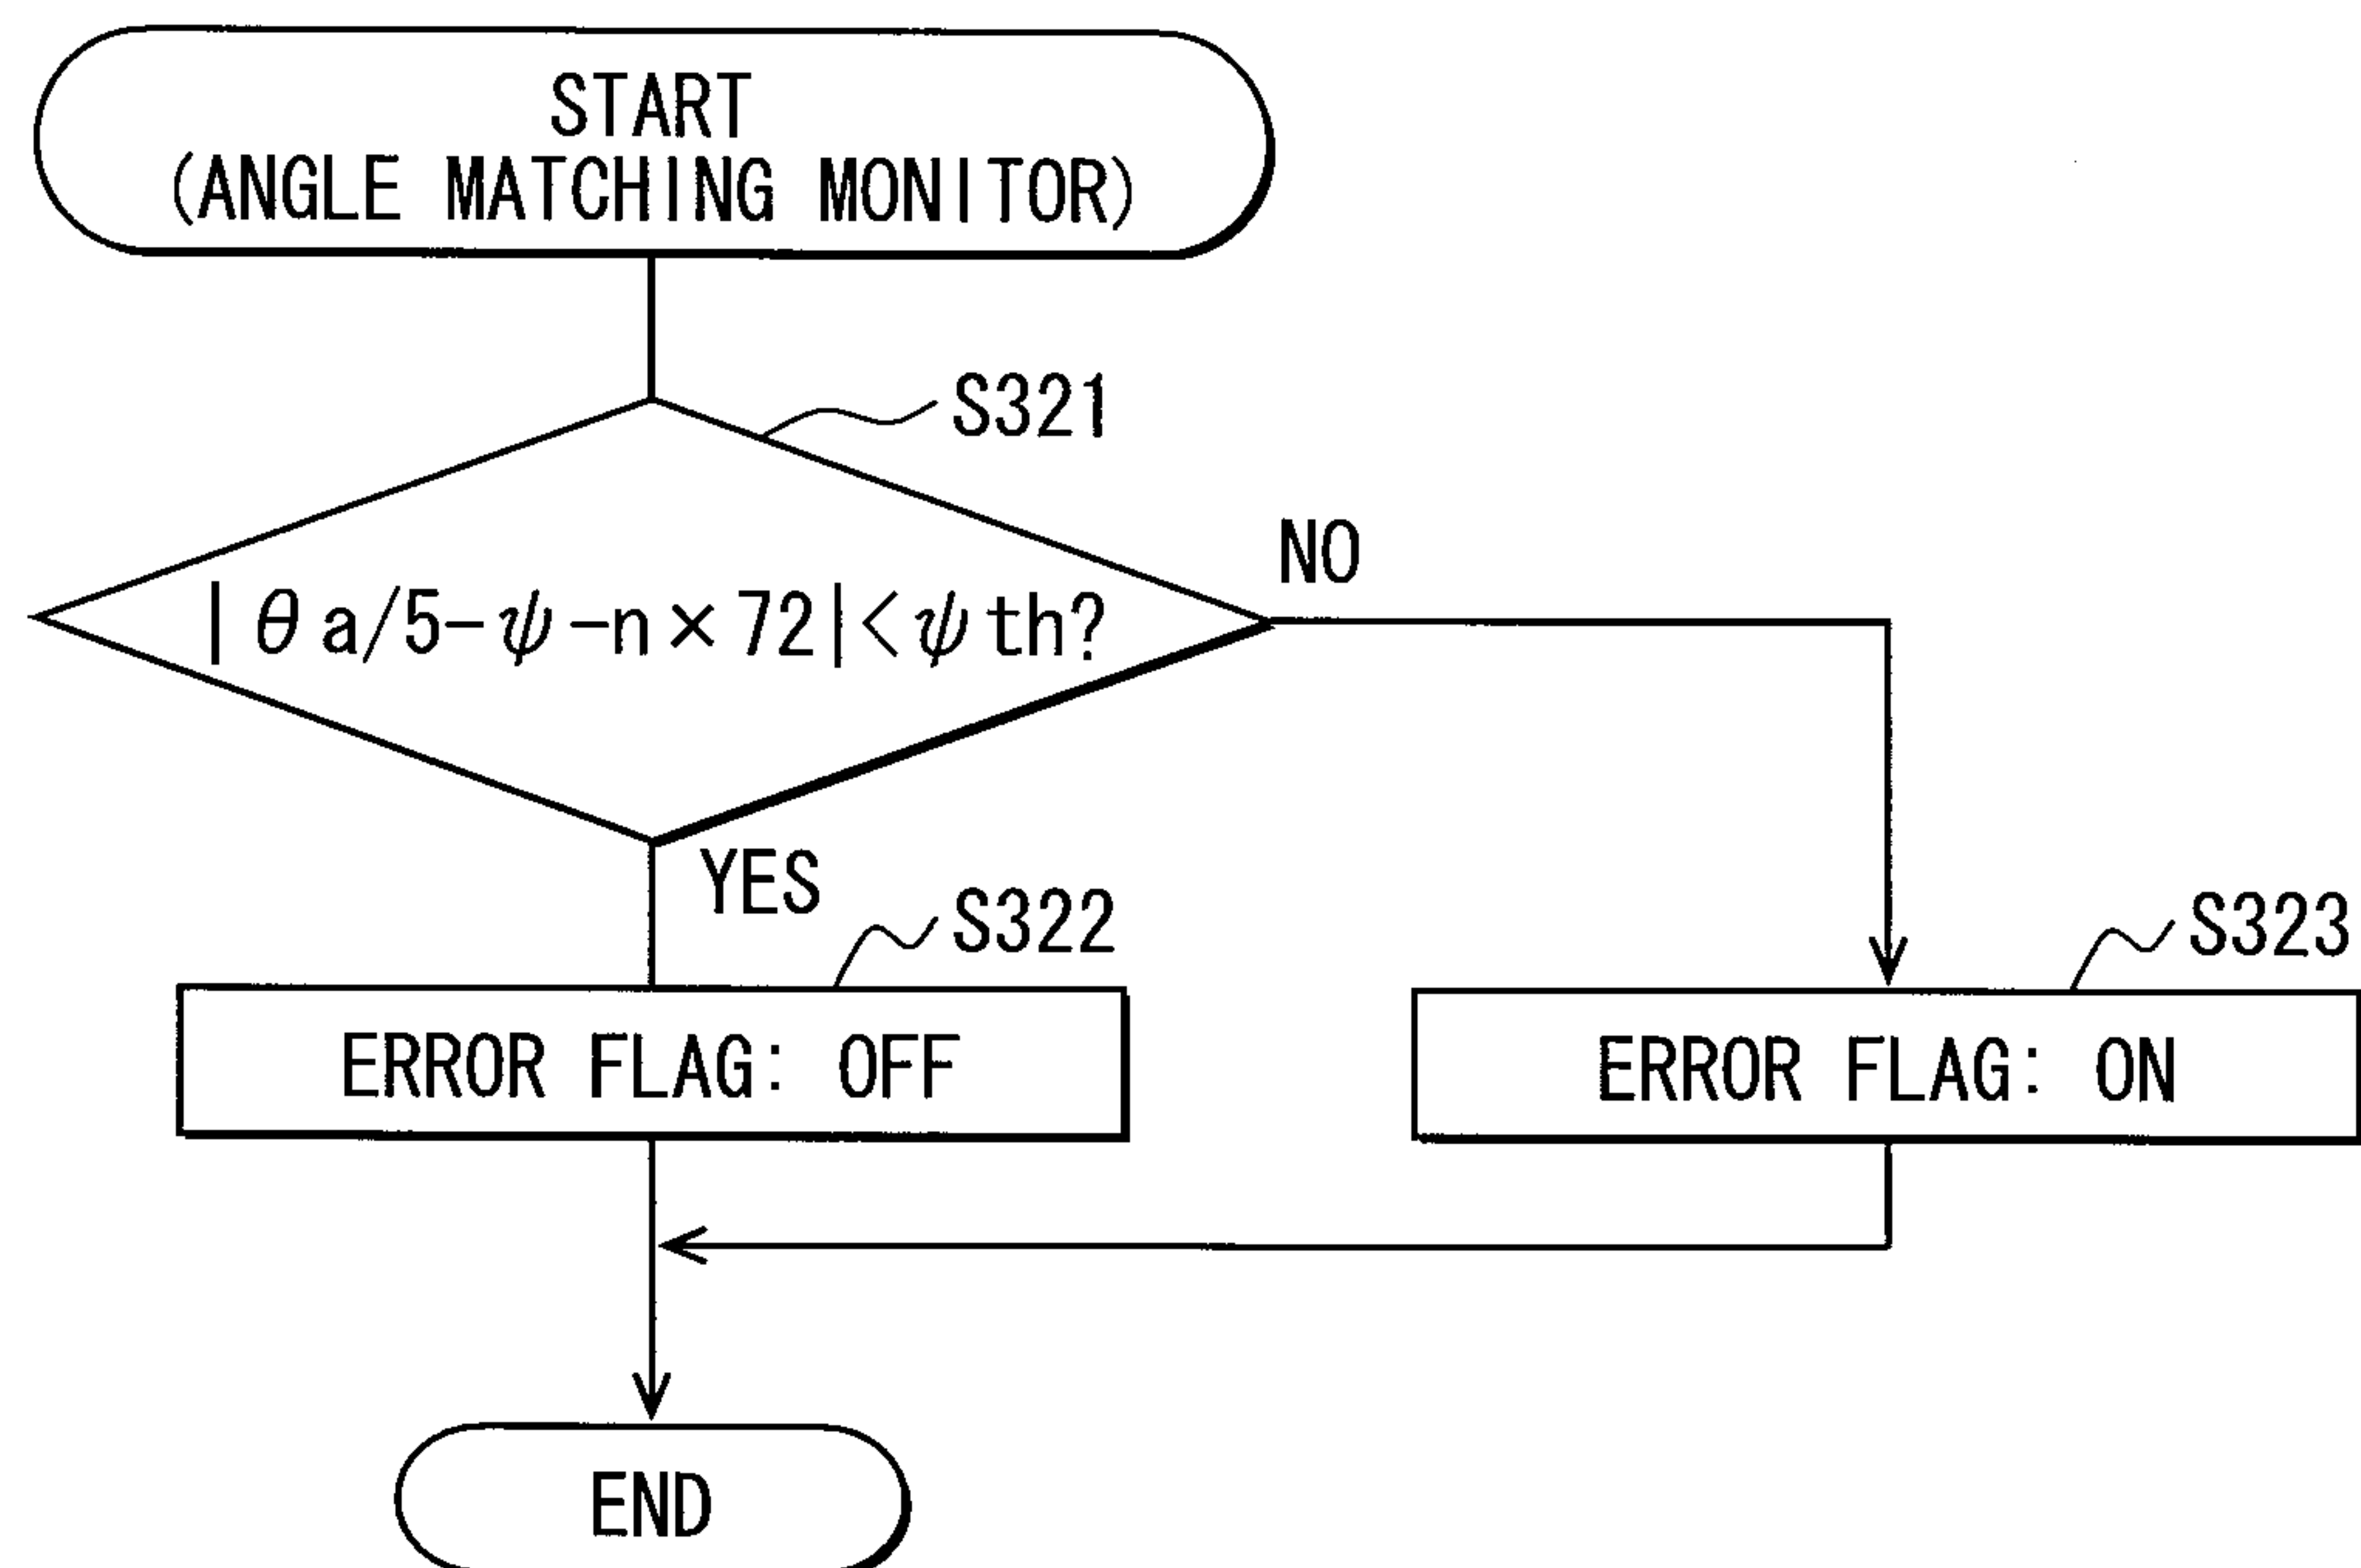 START
(ANGLE MATCHING MONITOR)
S321
|θa/5-ψ-n×72|<ψth?
NO
YES
S322
S323
ERROR FLAG: OFF
ERROR FLAG: ON
END